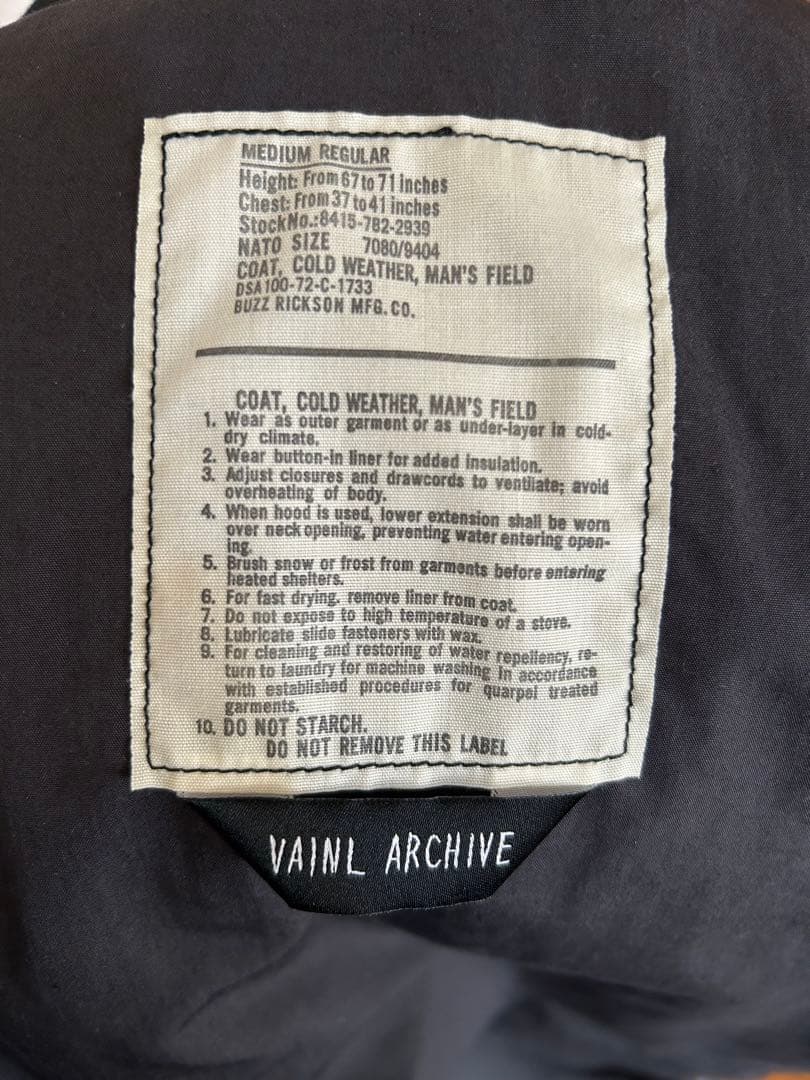 MEDIUM REGULAR
Height: From 67 to 71 inches
Chest: From 37 to 41 inches
Stock No.:8415-782-2939
NATO SIZE 7080/9404
COAT, COLD WEATHER, MAN'S FIELD
DSA 100-72-C-1733
BUZZ RICKSON MFG. CO.
COAT, COLD WEATHER, MAN'S FIELD
1. Wear as outer garment or as under-layer in cold-
dry climate.
2. Wear button-in liner for added insulation.
3. Adjust closures and drawcords to ventilate; avoid
overheating of body.
4. When hood is used, lower extension shall be worn
over neck opening, preventing water entering open-
ing.
5. Brush snow or frost from garments before entering
heated shelters.
6. For fast drying, remove liner from coat.
7. Do not expose to high temperature of a stove.
8. Lubricate slide fasteners with wax.
9. For cleaning and restoring of water repellency, re-
turn to laundry for machine washing in accordance
with established procedures for quarpel treated
garments.
10. DO NOT STARCH.
DO NOT REMOVE THIS LABEL
VAINL ARCHIVE